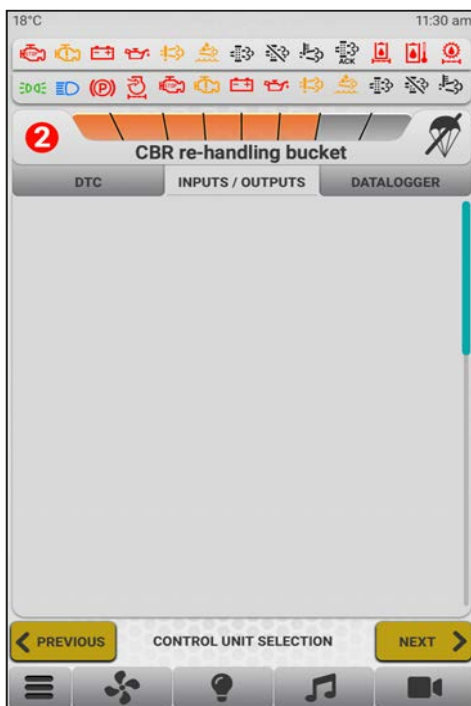 18°C 11:30 am
STOP
ACK
(P)
2
CBR re-handling bucket
DTC INPUTS / OUTPUTS DATALOGGER
PREVIOUS CONTROL UNIT SELECTION NEXT